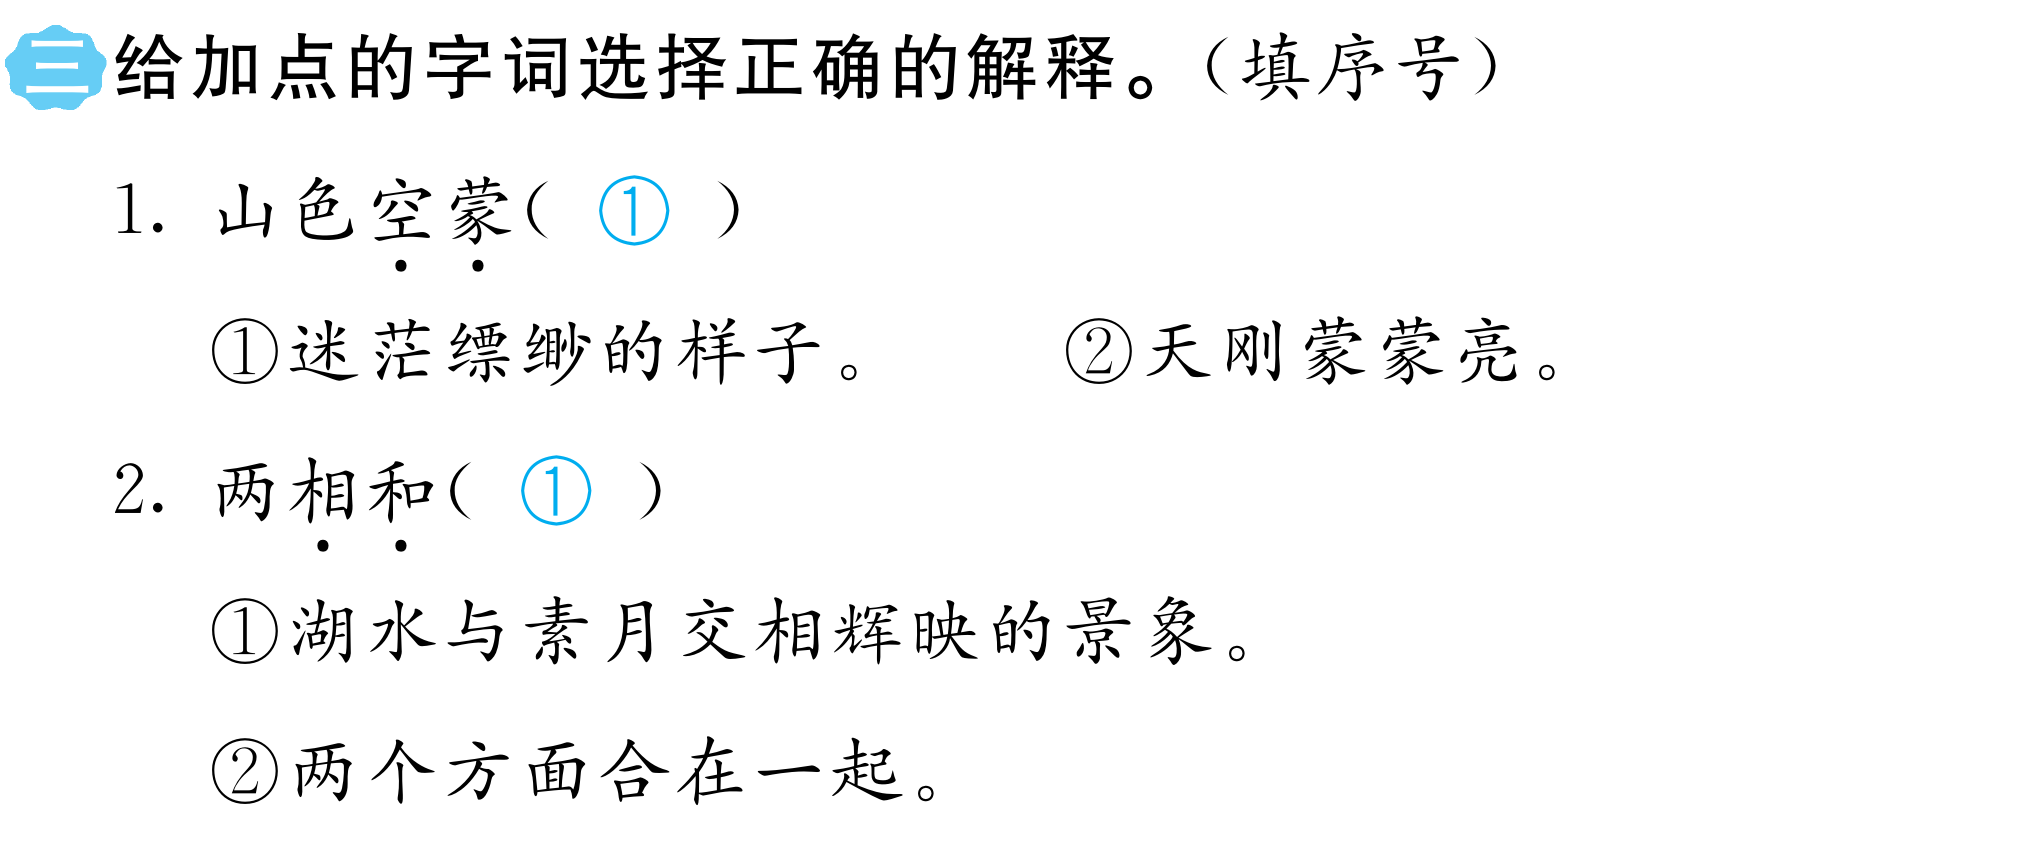 三 给加点的字词选择正确的解释。（填序号）
1. 山色空蒙( ① )
①迷茫缥缈的样子。 ②天刚蒙蒙亮。
2. 两相和( ① )
①湖水与素月交相辉映的景象。
②两个方面合在一起。